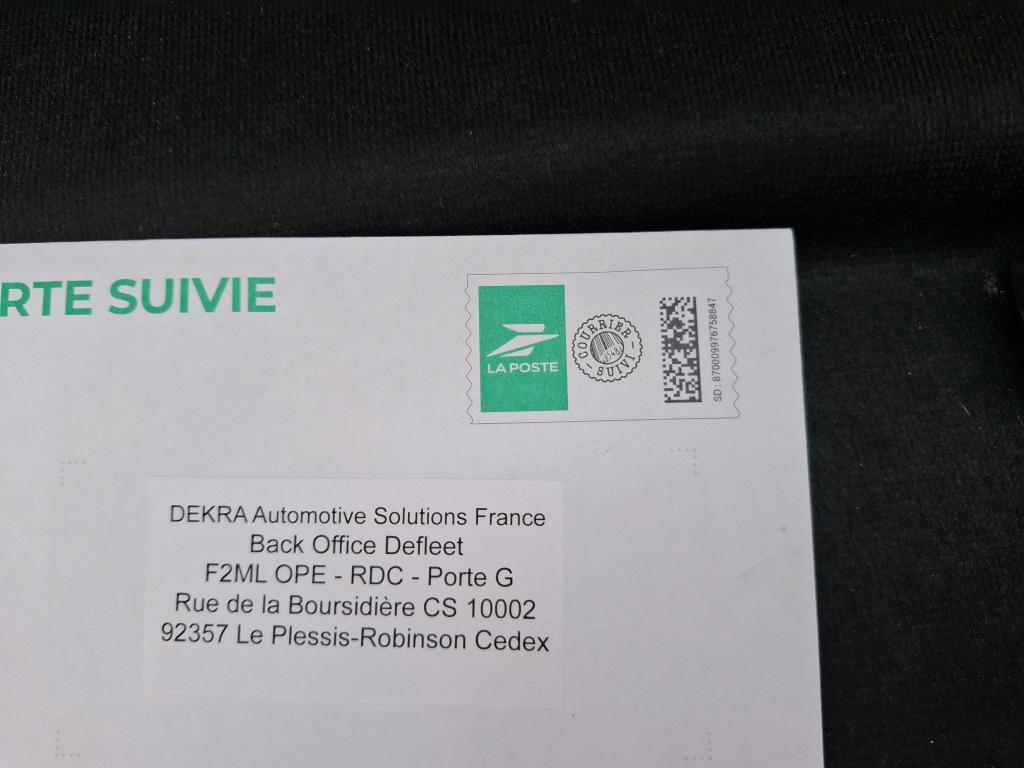 RTE SUIVIE
LA POSTE
COURRIER
SUIVI
SD : 870009976758847
DEKRA Automotive Solutions France
Back Office Defleet
F2ML OPE - RDC - Porte G
Rue de la Boursidière CS 10002
92357 Le Plessis-Robinson Cedex